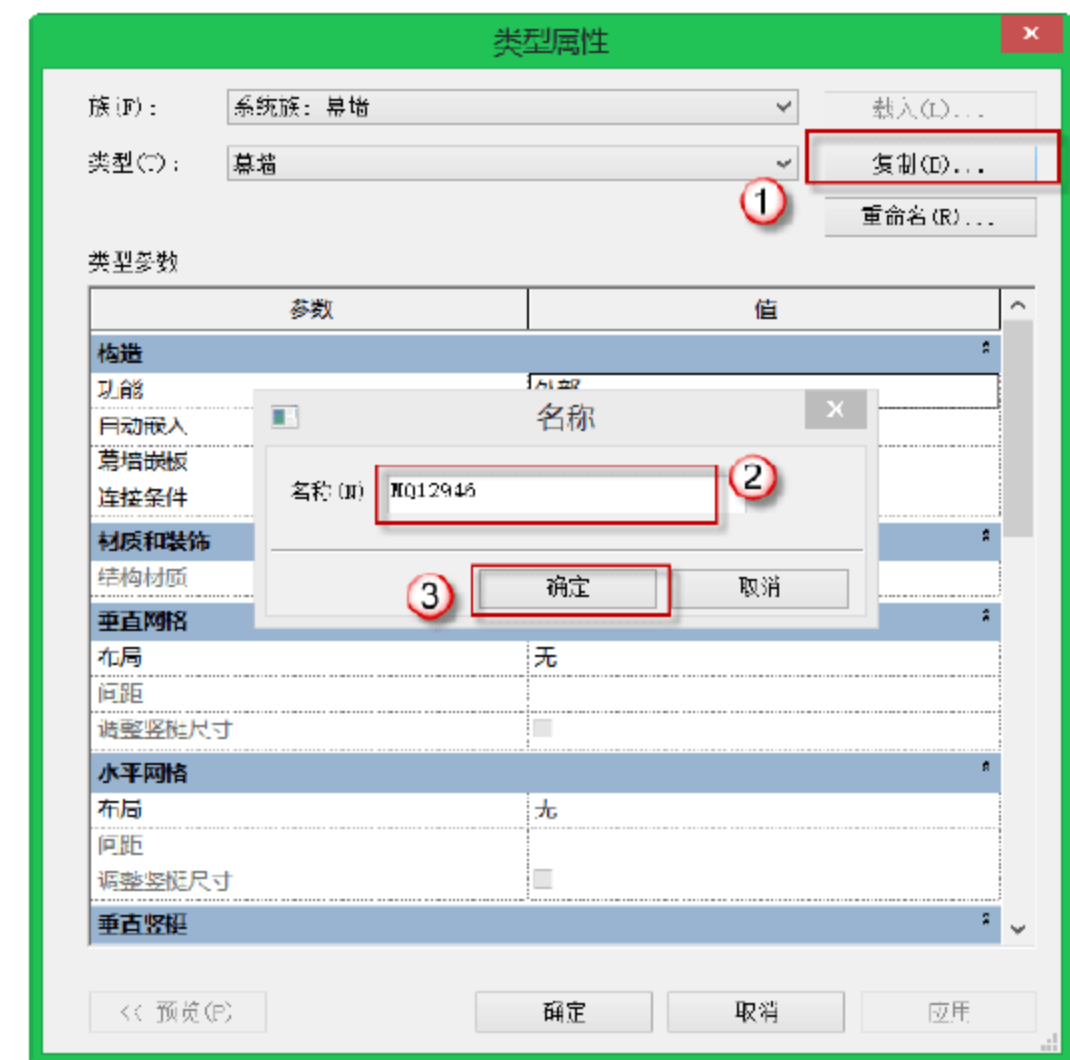 类型属性
族(F)： 系统族：幕墙 载入(L)...
类型(T)： 幕墙 复制(D)...
① 重命名(R)...
类型参数
参数 值
构造
功能 外部
自动嵌入
幕墙嵌板
连接条件
材质和装饰
结构材质
名称
名称(N) MQ12946 ②
③ 确定 取消
垂直网格
布局 无
间距
调整竖梃尺寸
水平网格
布局 无
间距
调整竖梃尺寸
垂直竖梃
<< 预览(P) 确定 取消 应用